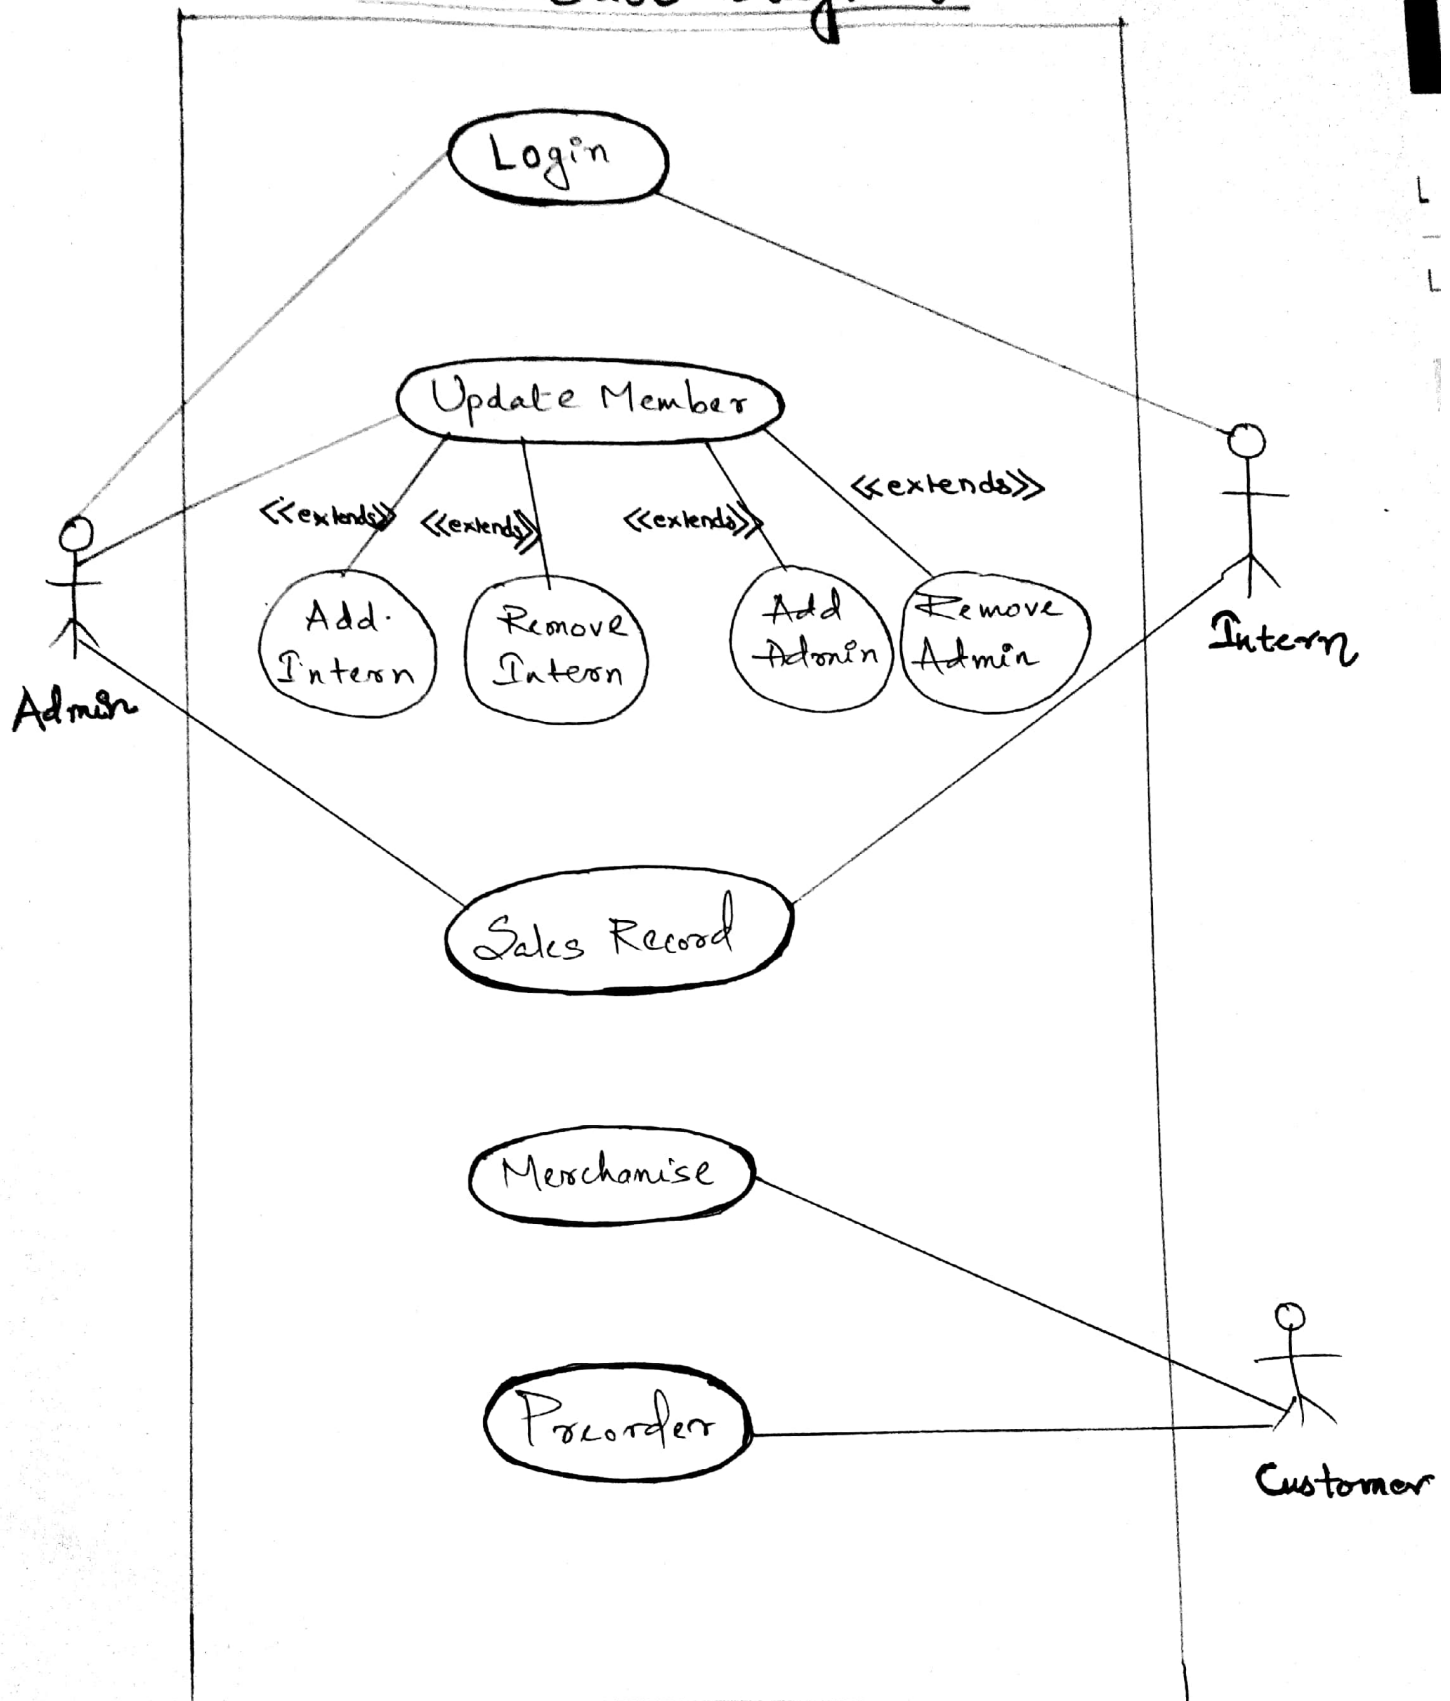 Login
Update Member
<<extends>>
<<extends>>
<<extends>>
<<extends>>
Add
Intern
Remove
Intern
Add
Admin
Remove
Admin
Admin
Intern
Sales Record
Merchanise
Preorder
Customer